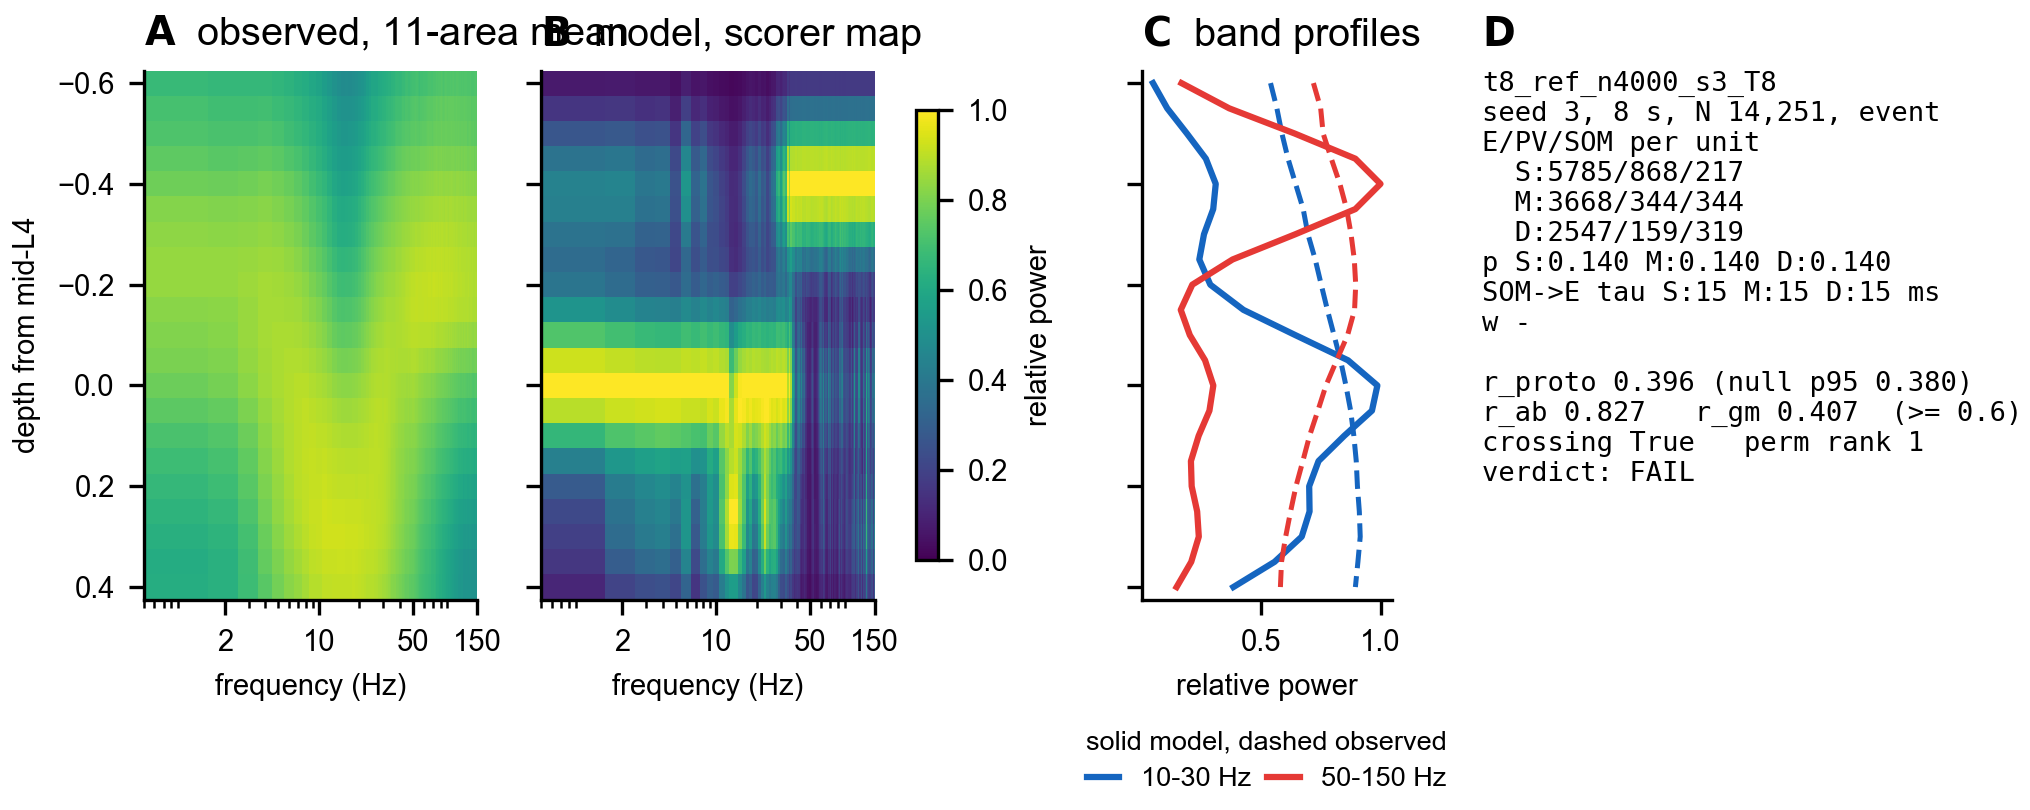 A observed, 11-area mean
B model, scorer map
C band profiles
D
depth from mid-L4
−0.6
−0.4
−0.2
0.0
0.2
0.4
2 10 50 150
frequency (Hz)
2 10 50 150
frequency (Hz)
1.0
0.8
0.6
0.4
0.2
0.0
relative power
0.5 1.0
relative power
solid model, dashed observed
10-30 Hz 50-150 Hz
t8_ref_n4000_s3_T8
seed 3, 8 s, N 14,251, event
E/PV/SOM per unit
S:5785/868/217
M:3668/344/344
D:2547/159/319
p S:0.140 M:0.140 D:0.140
SOM->E tau S:15 M:15 D:15 ms
w -
r_proto 0.396 (null p95 0.380)
r_ab 0.827   r_gm 0.407  (>= 0.6)
crossing True   perm rank 1
verdict: FAIL